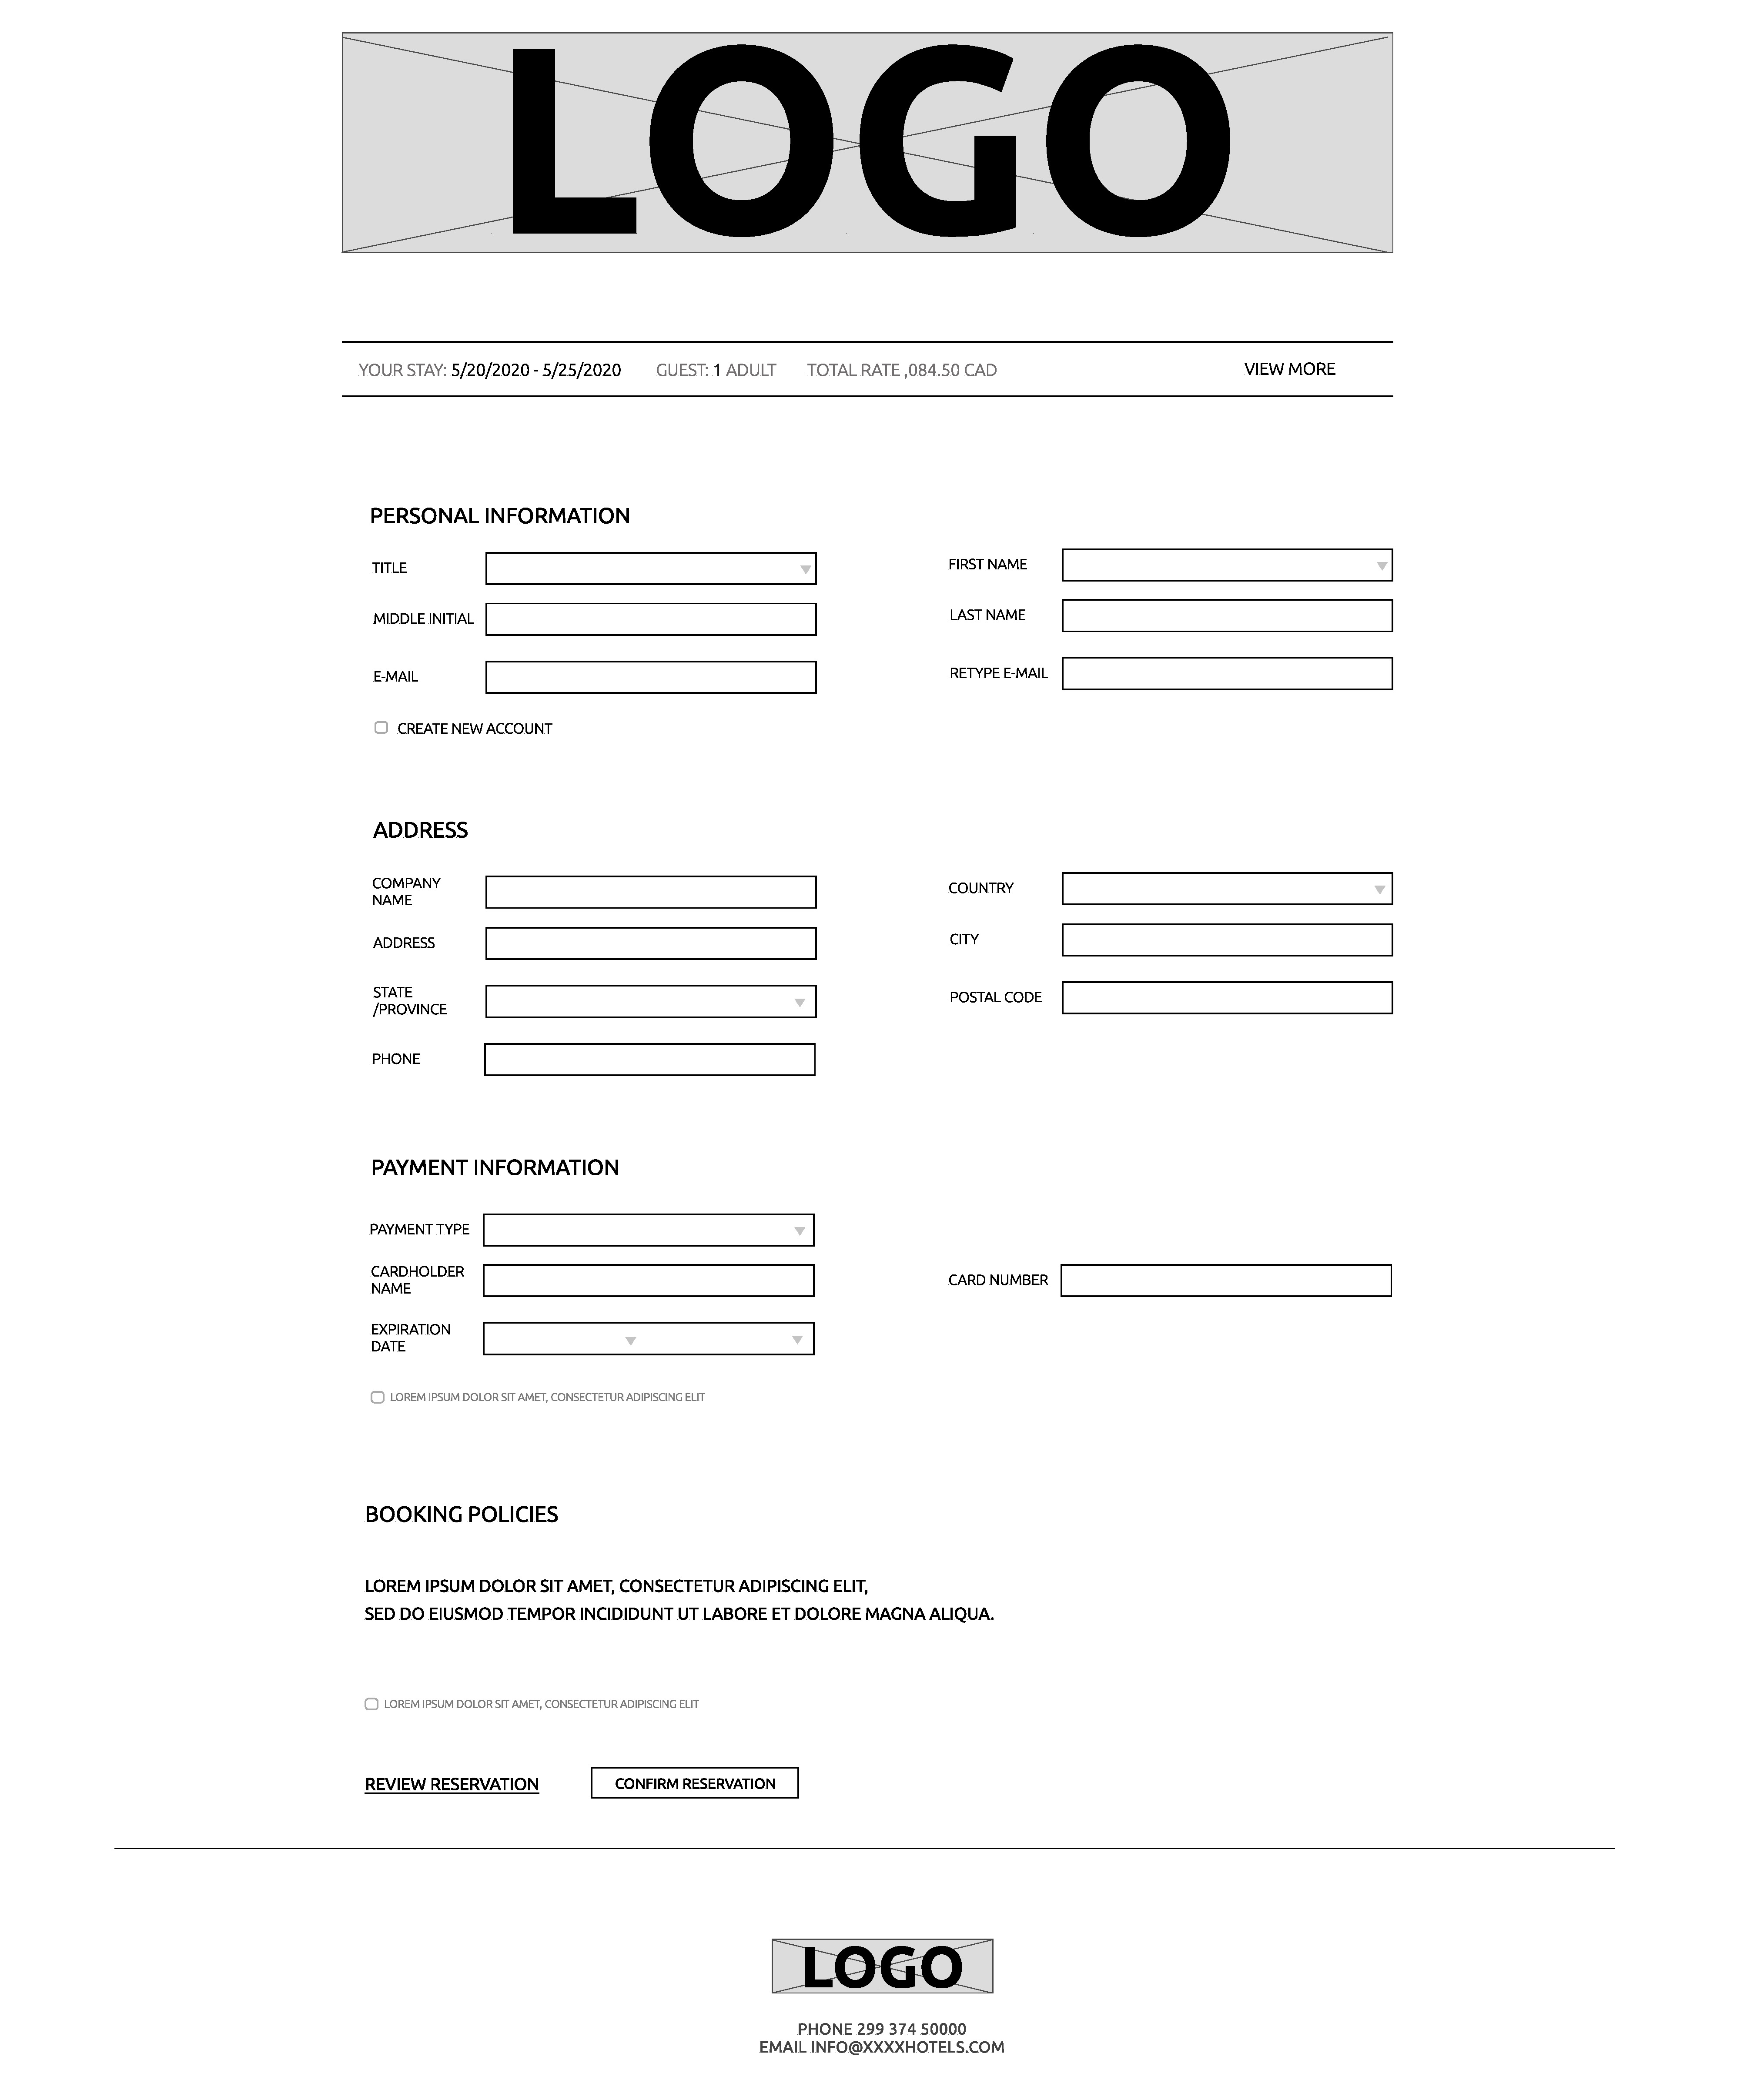 LOGO
YOUR STAY: 5/20/2020 - 5/25/2020 GUEST: 1 ADULT TOTAL RATE ,084.50 CAD VIEW MORE
PERSONAL INFORMATION
TITLE FIRST NAME
MIDDLE INITIAL LAST NAME
E-MAIL RETYPE E-MAIL
CREATE NEW ACCOUNT
ADDRESS
COMPANY
NAME
COUNTRY
ADDRESS CITY
STATE
/PROVINCE
POSTAL CODE
PHONE
PAYMENT INFORMATION
PAYMENT TYPE
CARDHOLDER
NAME
CARD NUMBER
EXPIRATION
DATE
LOREM IPSUM DOLOR SIT AMET, CONSECTETUR ADIPISCING ELIT
BOOKING POLICIES
LOREM IPSUM DOLOR SIT AMET, CONSECTETUR ADIPISCING ELIT,
SED DO EIUSMOD TEMPOR INCIDIDUNT UT LABORE ET DOLORE MAGNA ALIQUA.
LOREM IPSUM DOLOR SIT AMET, CONSECTETUR ADIPISCING ELIT
REVIEW RESERVATION CONFIRM RESERVATION
LOGO
PHONE 299 374 50000
EMAIL INFO@XXXXHOTELS.COM